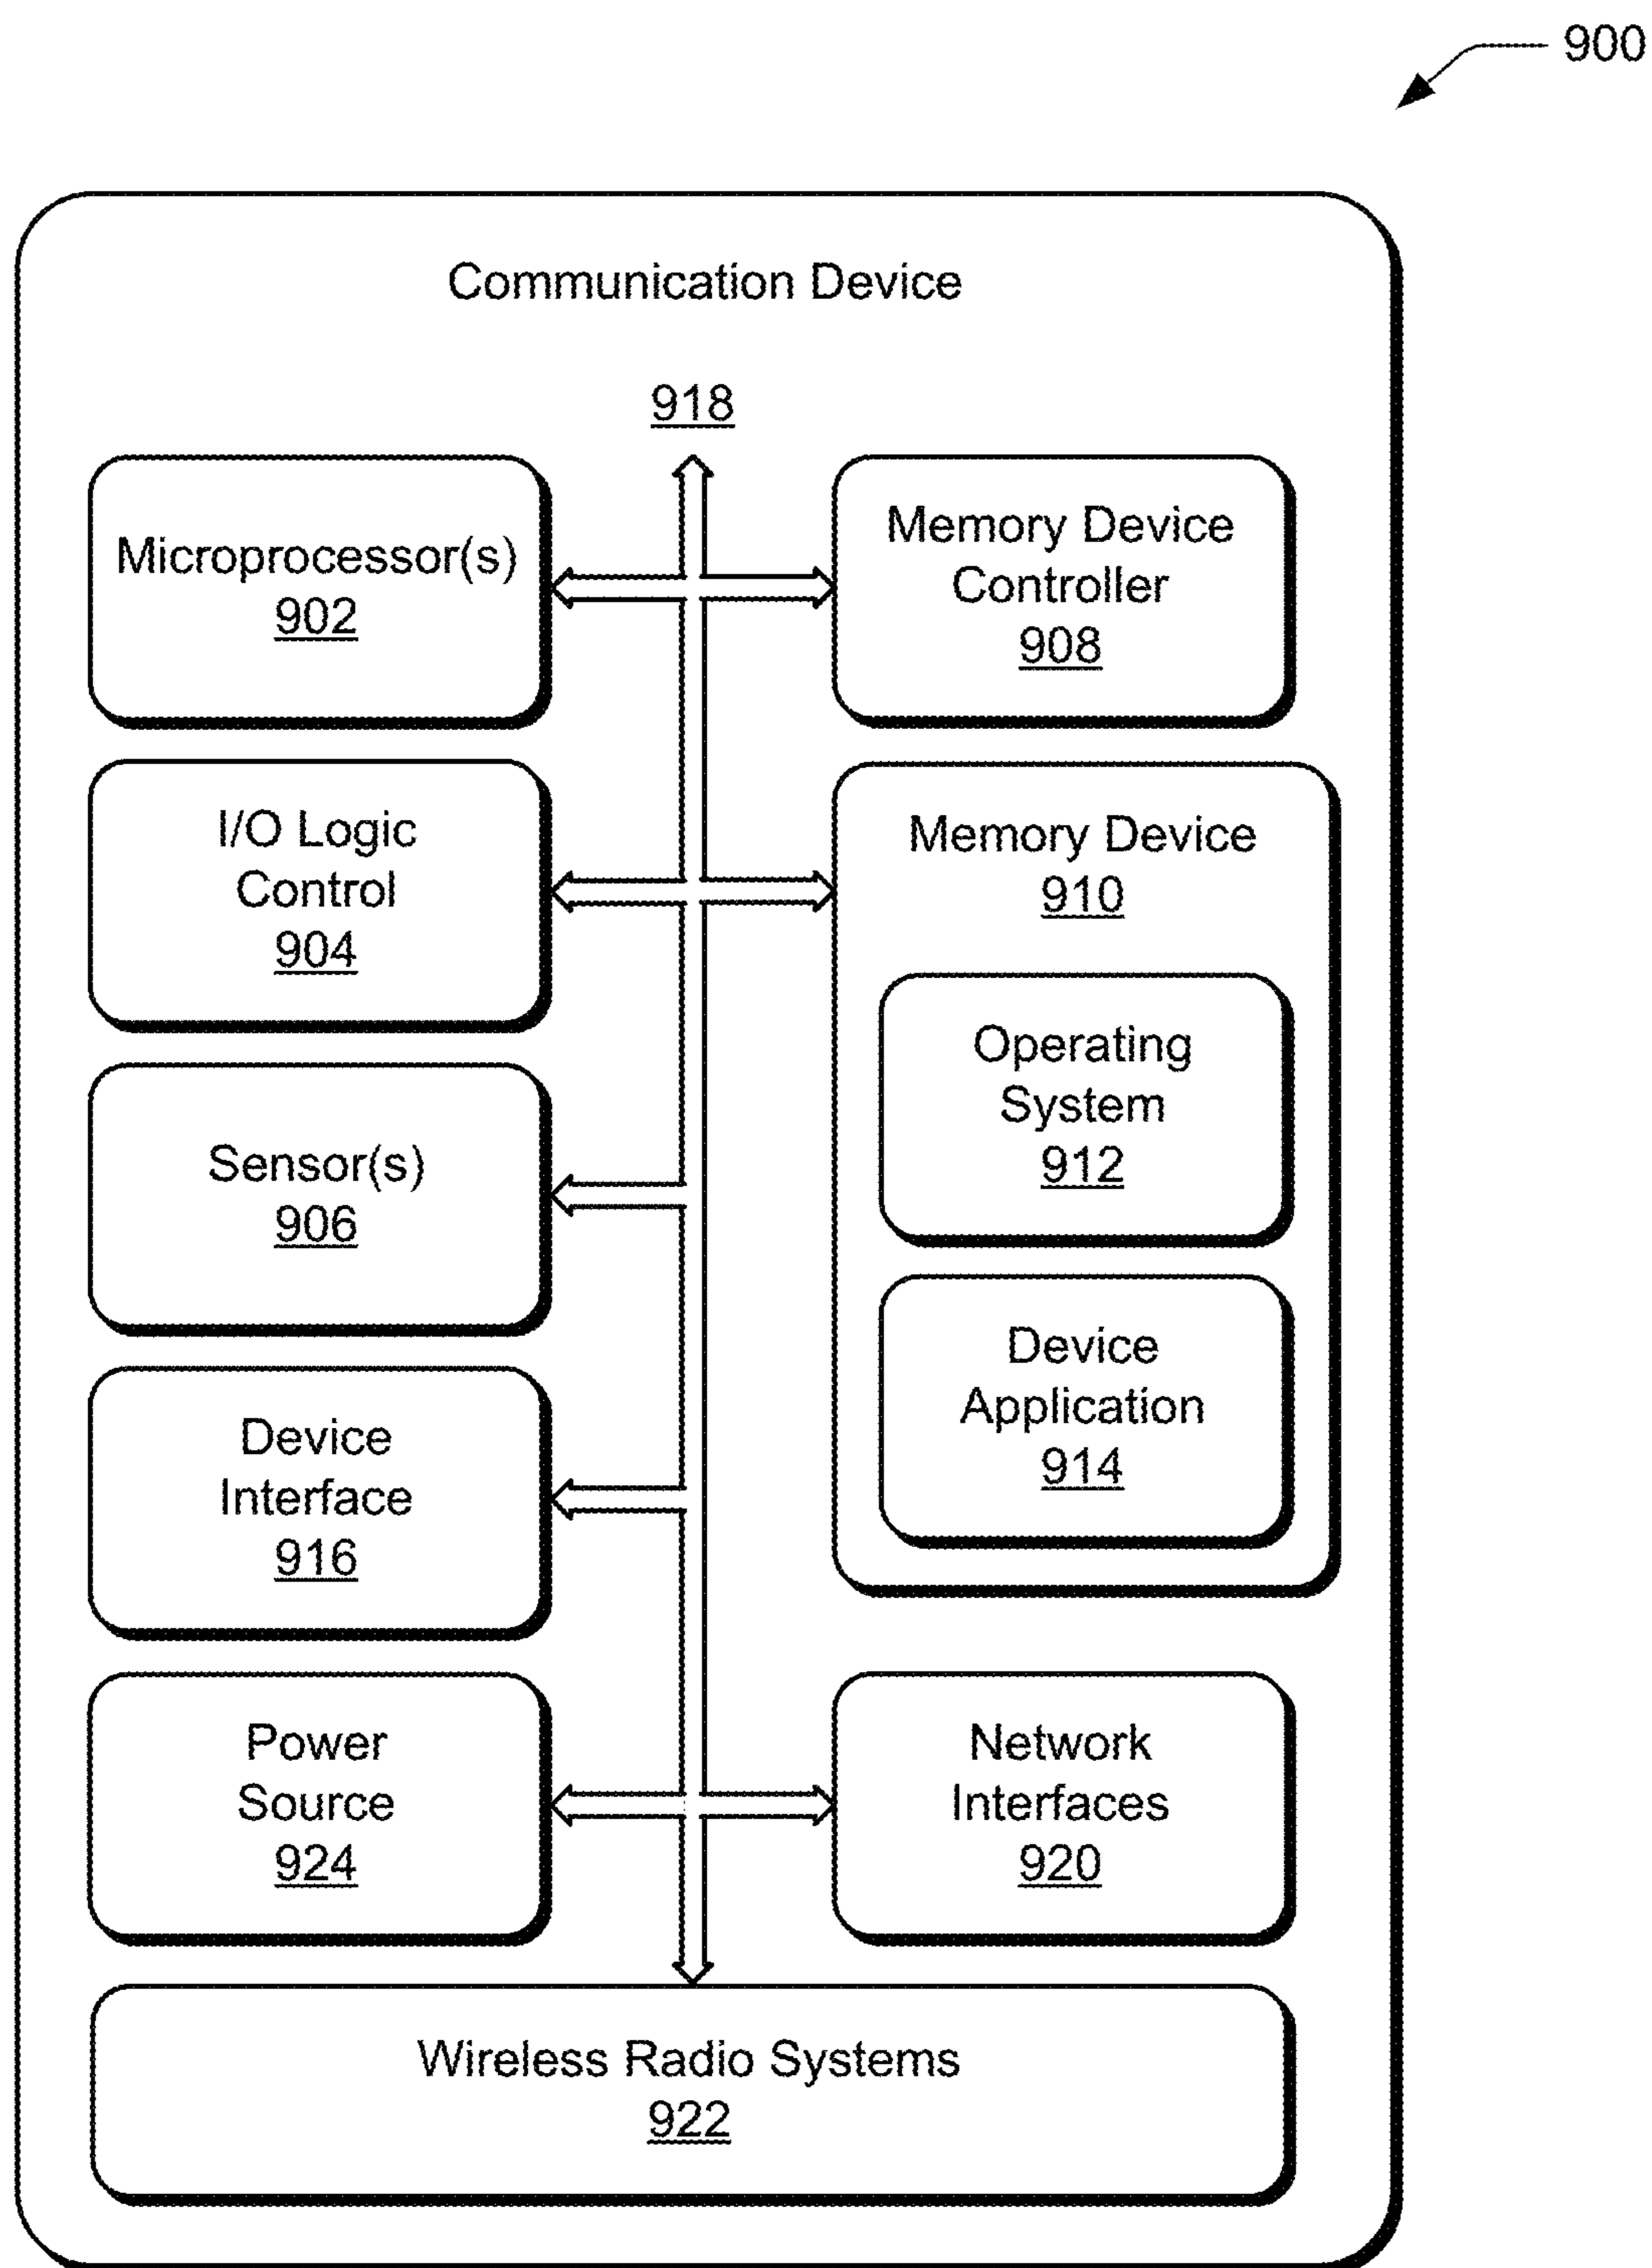 900
Communication Device
918
Microprocessor(s)
902
Memory Device
Controller
908
I/O Logic
Control
904
Memory Device
910
Operating
System
912
Sensor(s)
906
Device
Application
914
Device
Interface
916
Power
Source
924
Network
Interfaces
920
Wireless Radio Systems
922